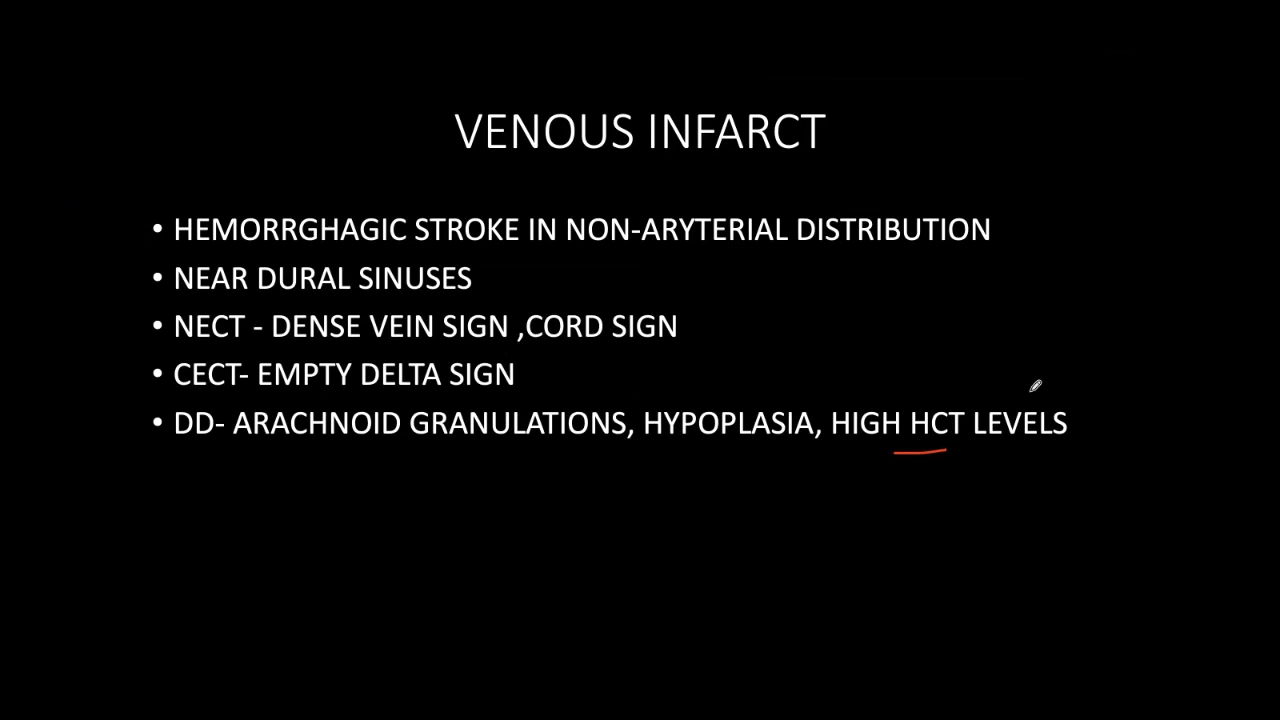 VENOUS INFARCT
• HEMORRGHAGIC STROKE IN NON-ARYTERIAL DISTRIBUTION
• NEAR DURAL SINUSES
• NECT - DENSE VEIN SIGN ,CORD SIGN
• CECT- EMPTY DELTA SIGN
• DD- ARACHNOID GRANULATIONS, HYPOPLASIA, HIGH HCT LEVELS